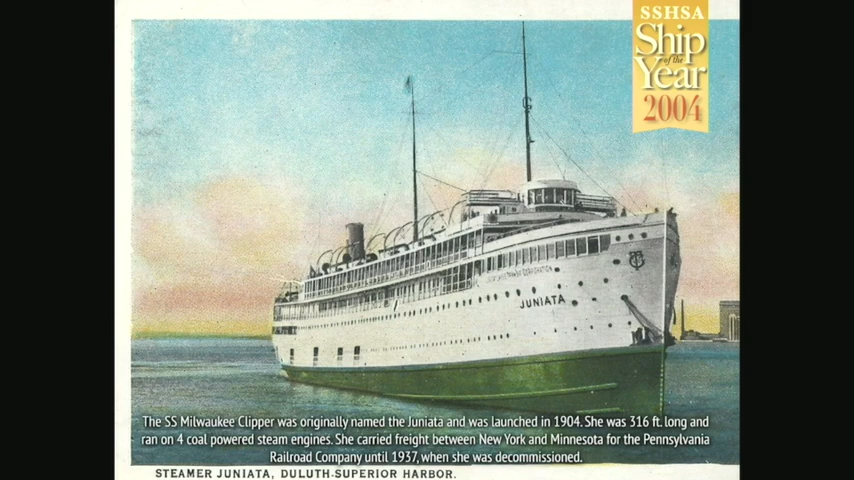 SSHSA
Ship
of the
Year
2004
JUNIATA
The SS Milwaukee Clipper was originally named the Juniata and was launched in 1904. She was 316 ft. long and
ran on 4 coal powered steam engines. She carried freight between New York and Minnesota for the Pennsylvania
Railroad Company until 1937, when she was decommissioned.
STEAMER JUNIATA, DULUTH-SUPERIOR HARBOR.